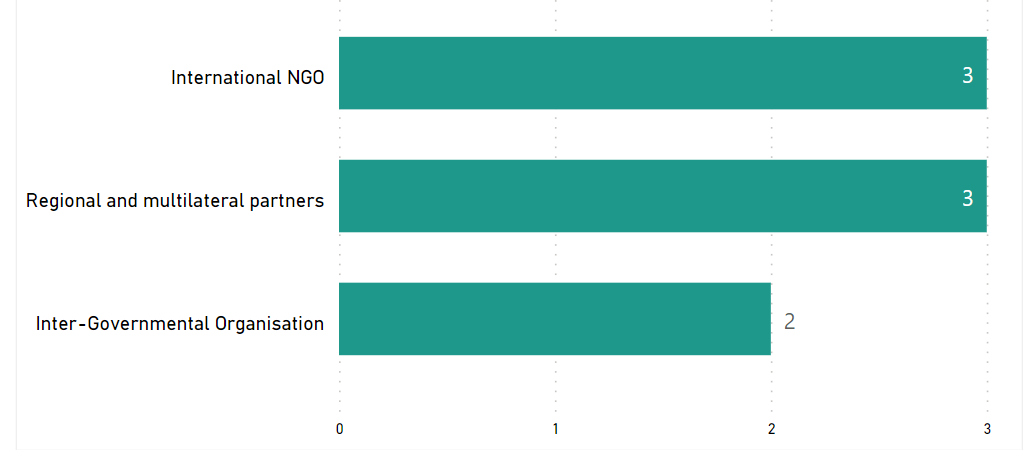 International NGO
3
Regional and multilateral partners
3
Inter-Governmental Organisation
2
0 1 2 3